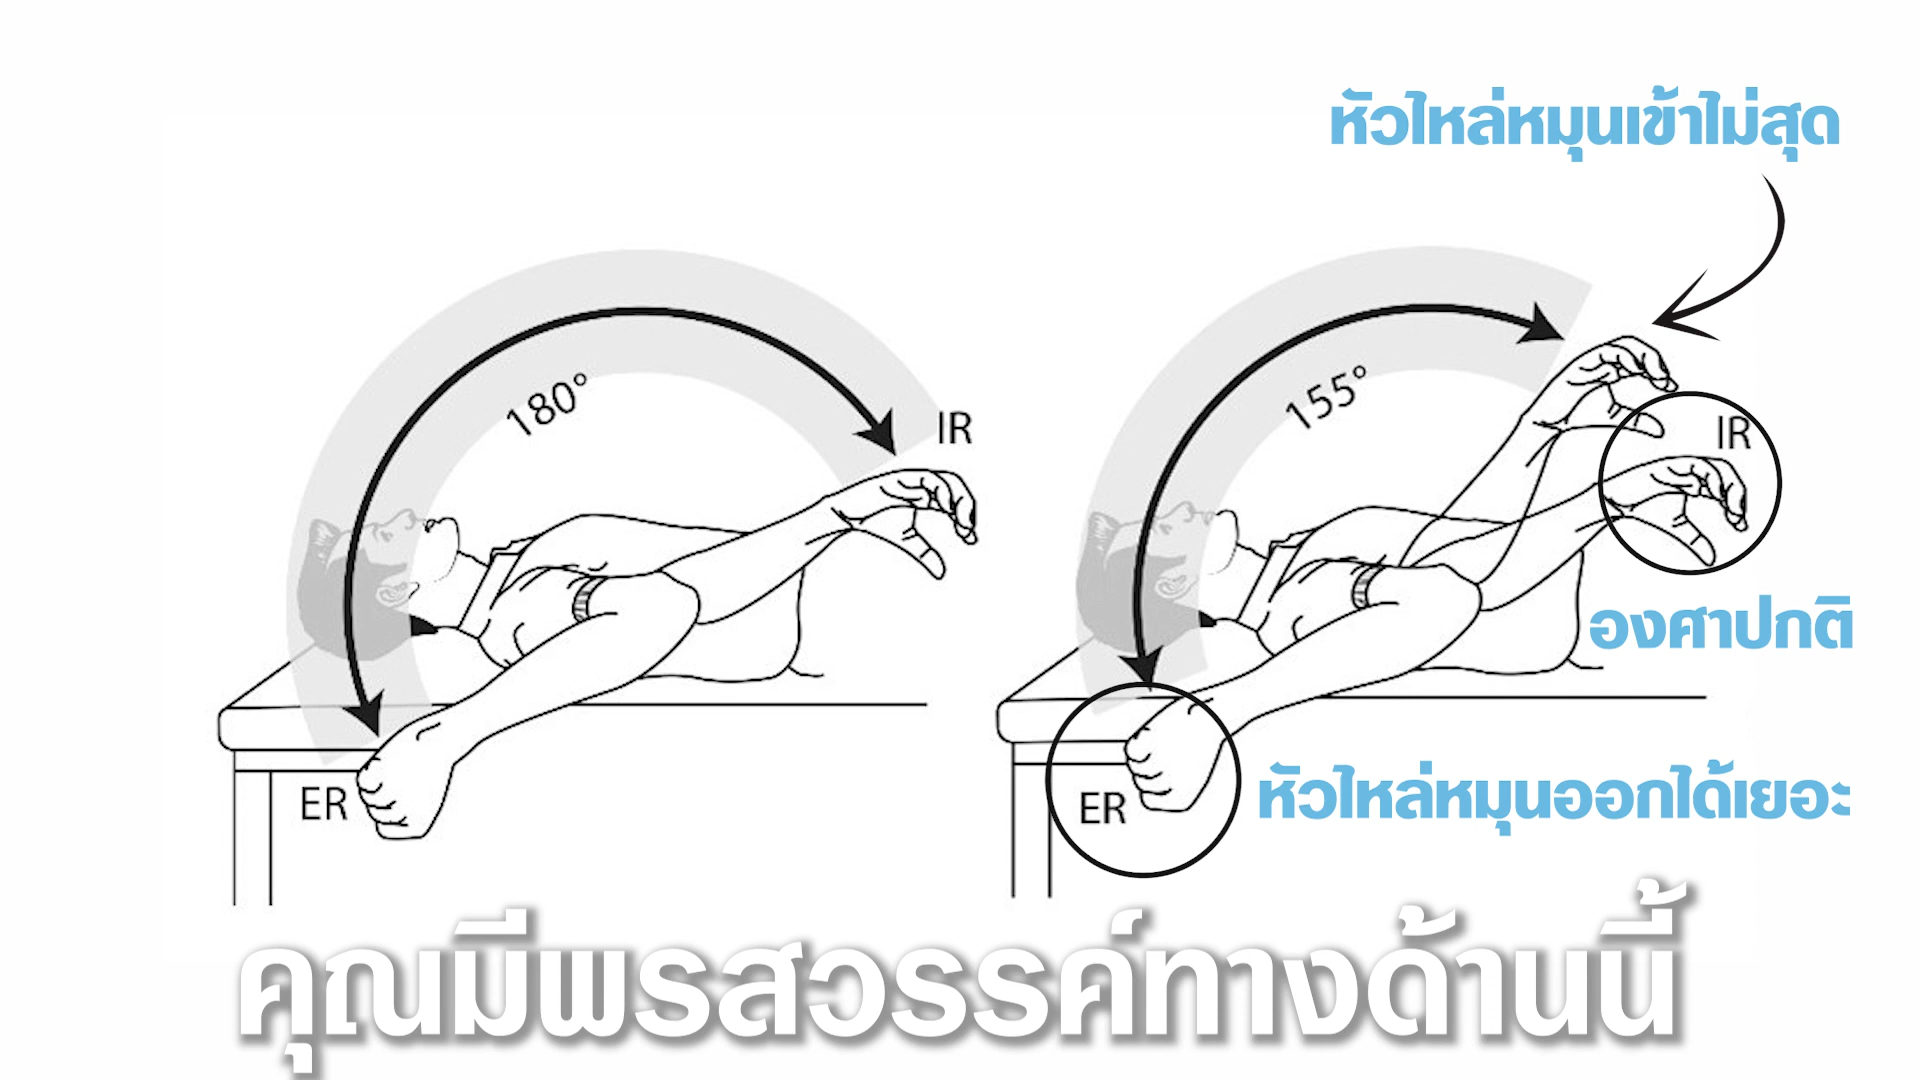 หัวไหล่หมุนเข้าไม่สุด
180°
IR
ER
155°
IR
องศาปกติ
ER
หัวไหล่หมุนออกได้เยอะ
คุณมีพรสวรรค์ทางด้านนี้